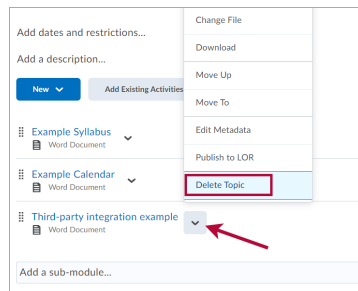 Change File
Add dates and restrictions...
Download
Add a description...
Move Up
New
Add Existing Activities
Move To
Edit Metadata
Example Syllabus
Word Document
Publish to LOR
Example Calendar
Word Document
Delete Topic
Third-party integration example
Word Document
Add a sub-module...